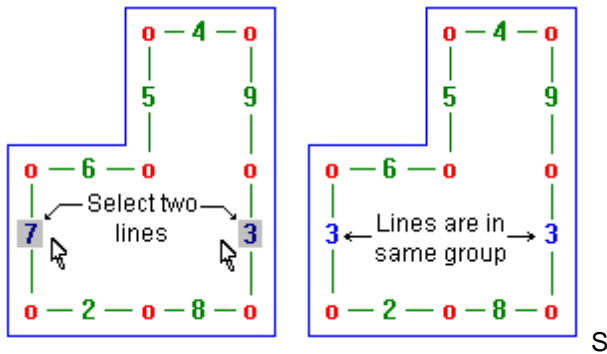 o — 4 — o o — 4 — o
5 9 5 9
o — 6 — o o o — 6 — o o
Select two
lines
7 3
Lines are in
same group
3 3
o — 2 — o — 8 — o o — 2 — o — 8 — o
S